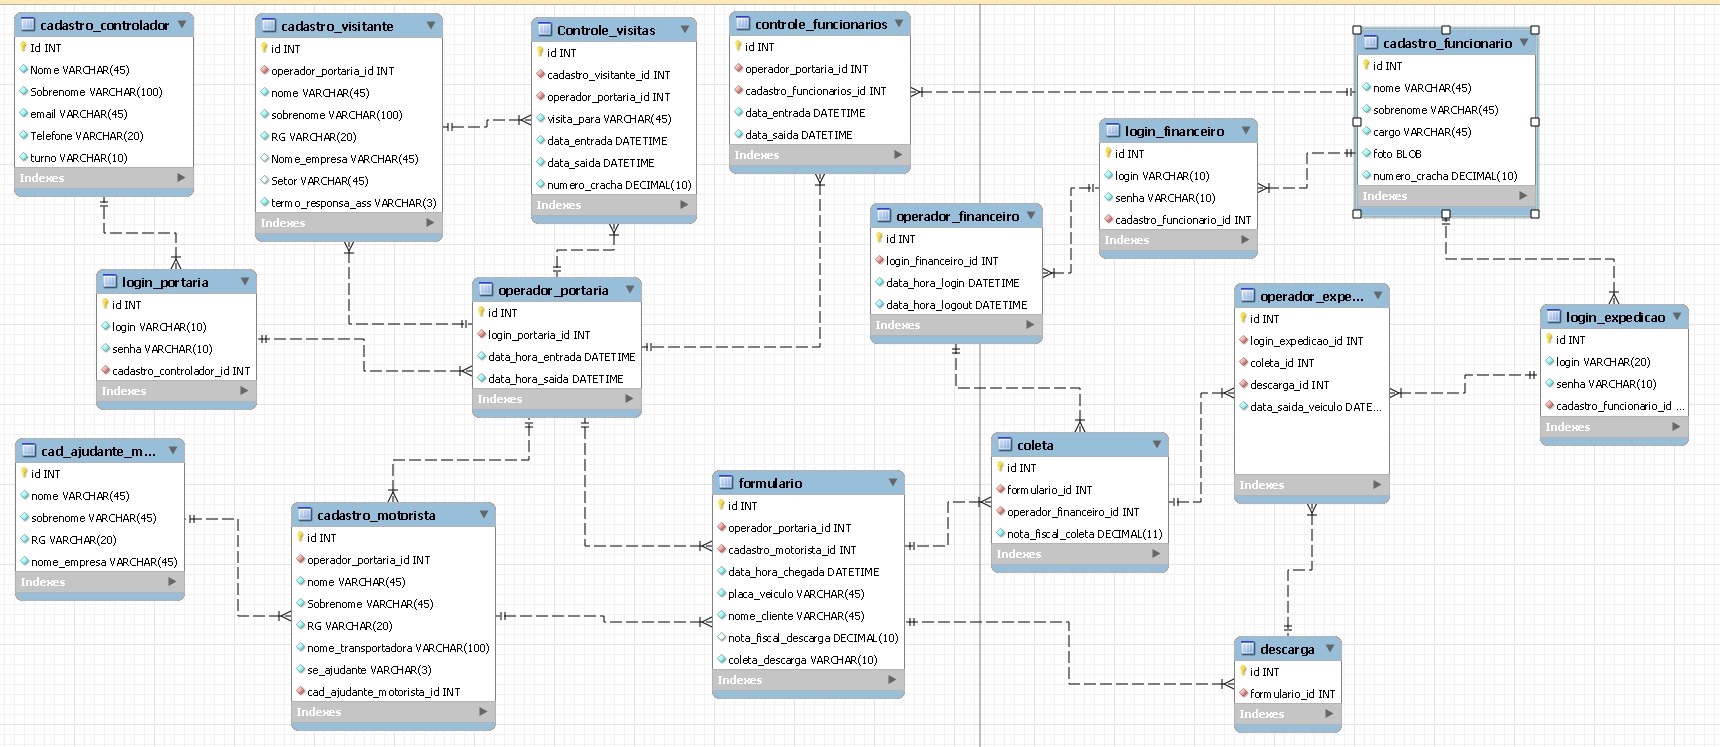 cadastro_controlador
Id INT
Nome VARCHAR(45)
Sobrenome VARCHAR(100)
email VARCHAR(45)
Telefone VARCHAR(20)
turno VARCHAR(10)
Indexes
cadastro_visitante
id INT
operador_portaria_id INT
nome VARCHAR(45)
sobrenome VARCHAR(100)
RG VARCHAR(20)
Nome_empresa VARCHAR(45)
Setor VARCHAR(45)
termo_responsa_ass VARCHAR(3)
Indexes
Controle_visitas
id INT
cadastro_visitante_id INT
operador_portaria_id INT
visita_para VARCHAR(45)
data_entrada DATETIME
data_saida DATETIME
numero_cracha DECIMAL(10)
Indexes
controle_funcionarios
id INT
operador_portaria_id INT
cadastro_funcionarios_id INT
data_entrada DATETIME
data_saida DATETIME
Indexes
cadastro_funcionario
id INT
nome VARCHAR(45)
sobrenome VARCHAR(45)
cargo VARCHAR(45)
foto BLOB
numero_cracha DECIMAL(10)
Indexes
login_financeiro
id INT
login VARCHAR(10)
senha VARCHAR(10)
cadastro_funcionario_id INT
Indexes
operador_financeiro
id INT
login_financeiro_id INT
data_hora_login DATETIME
data_hora_logout DATETIME
Indexes
login_portaria
id INT
login VARCHAR(10)
senha VARCHAR(10)
cadastro_controlador_id INT
Indexes
operador_portaria
id INT
login_portaria_id INT
data_hora_entrada DATETIME
data_hora_saida DATETIME
Indexes
operador_expe...
id INT
login_expedicao_id INT
coleta_id INT
descarga_id INT
data_saida_veiculo DATE...
Indexes
login_expedicao
id INT
login VARCHAR(20)
senha VARCHAR(10)
cadastro_funcionario_id ...
Indexes
cad_ajudante_m...
id INT
nome VARCHAR(45)
sobrenome VARCHAR(45)
RG VARCHAR(20)
nome_empresa VARCHAR(45)
Indexes
cadastro_motorista
id INT
operador_portaria_id INT
nome VARCHAR(45)
Sobrenome VARCHAR(45)
RG VARCHAR(20)
nome_transportadora VARCHAR(100)
se_ajudante VARCHAR(3)
cad_ajudante_motorista_id INT
Indexes
formulario
id INT
operador_portaria_id INT
cadastro_motorista_id INT
data_hora_chegada DATETIME
placa_veiculo VARCHAR(45)
nome_cliente VARCHAR(45)
nota_fiscal_descarga DECIMAL(10)
coleta_descarga VARCHAR(10)
Indexes
coleta
id INT
formulario_id INT
operador_financeiro_id INT
nota_fiscal_coleta DECIMAL(11)
Indexes
descarga
id INT
formulario_id INT
Indexes